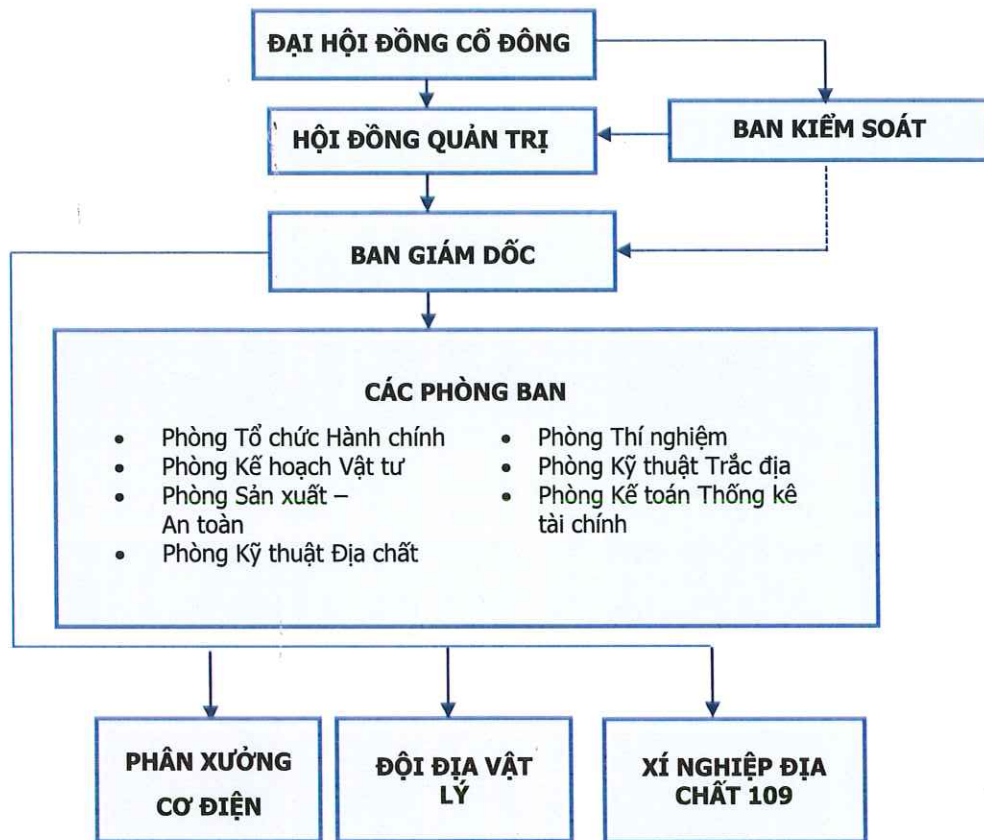 ĐẠI HỘI ĐỒNG CỔ ĐÔNG
BAN KIỂM SOÁT
HỘI ĐỒNG QUẢN TRỊ
BAN GIÁM DỐC
CÁC PHÒNG BAN
• Phòng Tổ chức Hành chính
• Phòng Kế hoạch Vật tư
• Phòng Sản xuất –
An toàn
• Phòng Kỹ thuật Địa chất
• Phòng Thí nghiệm
• Phòng Kỹ thuật Trắc địa
• Phòng Kế toán Thống kê
tài chính
PHÂN XƯỞNG
CƠ ĐIỆN
ĐỘI ĐỊA VẬT
LÝ
XÍ NGHIỆP ĐỊA
CHẤT 109